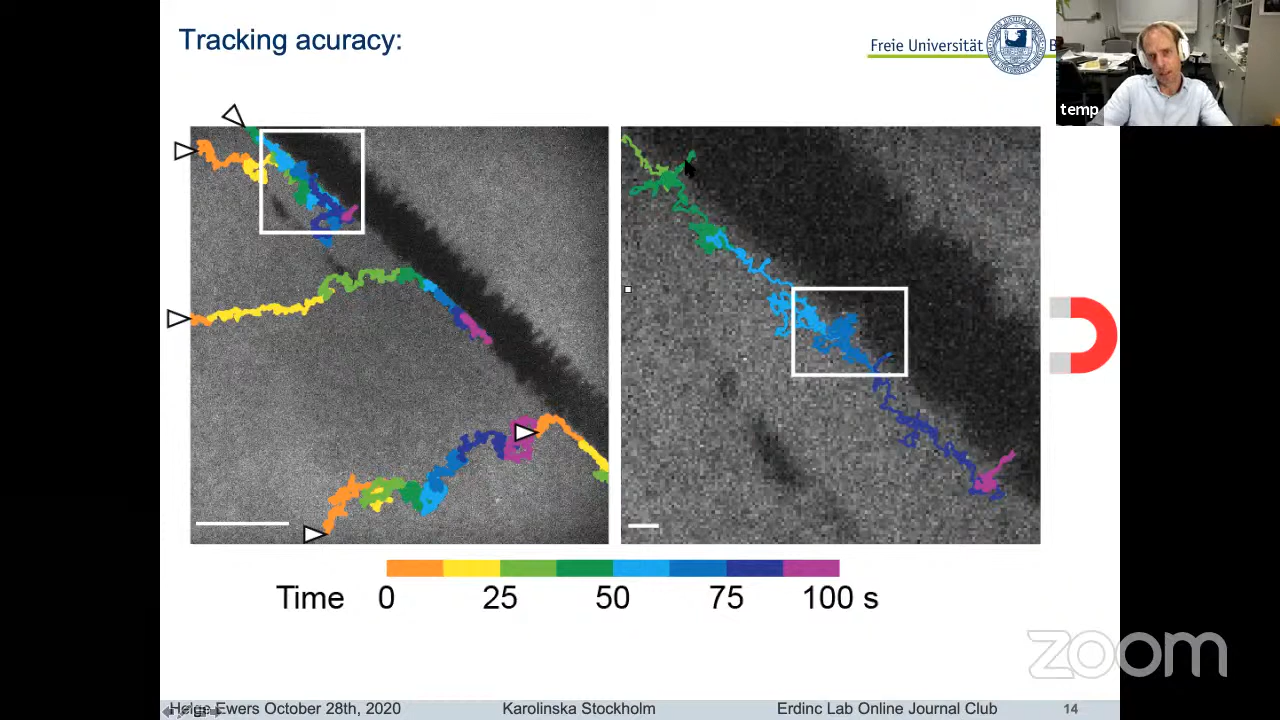 Tracking acuracy:
Freie Universität
B
temp
Time 0 25 50 75 100 s
zoom
Helge Ewers October 28th, 2020 Karolinska Stockholm Erdinc Lab Online Journal Club 14